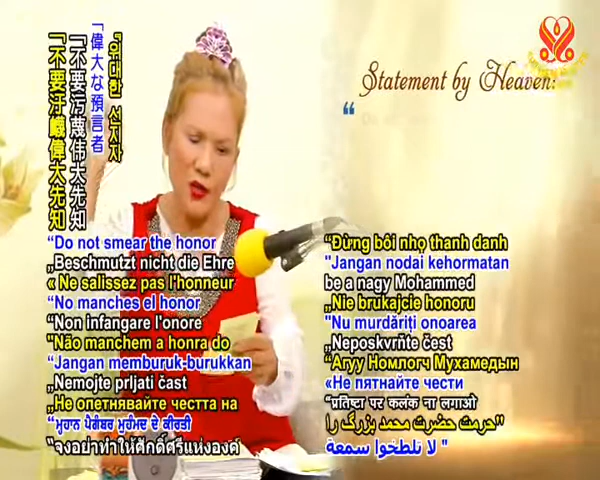 Statement by Heaven:
“
『위대한 선지자
「偉大な預言者
「不要污蔑伟大先知
「不要汙衊偉大先知
“Do not smear the honor
„Beschmutzt nicht die Ehre
« Ne salissez pas l'honneur
“No manches el honor
“Non infangare l'onore
"Não manchem a honra do
“Jangan memburuk-burukkan
„Nemojte prljati čast
„Не опетнявайте честта на
“ਮੁਹਾਨ ਪੈਗੰਬਰ ਮੁਹੰਮਦ ਦੇ ਕੀਰਤੀ
“จงอย่าทำให้ศักดิ์ศรีแห่งองค์
“Đừng bôi nhọ thanh danh
"Jangan nodai kehormatan
be a nagy Mohammed
„Nie brukajcie honoru
"Nu murdăriți onoarea
„Neposkvrňte čest
“Агуу Номлогч Мухамедын
«Не пятнайте чести
“प्रतिष्टा पर कलंक ना लगाओ
”حرمت حضرت محمد بزرگ را
لا تلطخوا سمعة "